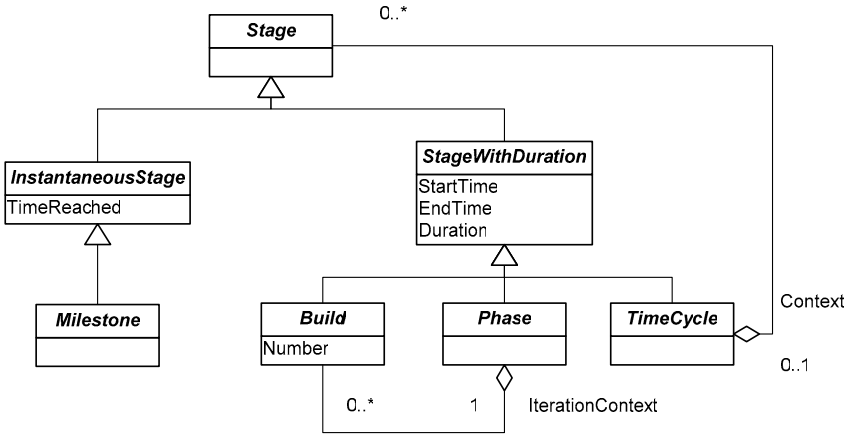 0..*
Stage
StageWithDuration
InstantaneousStage
StartTime
TimeReached
EndTime
Duration
Context
Milestone
Build
Phase
TimeCycle
Number
0..1
0..*
1
IterationContext